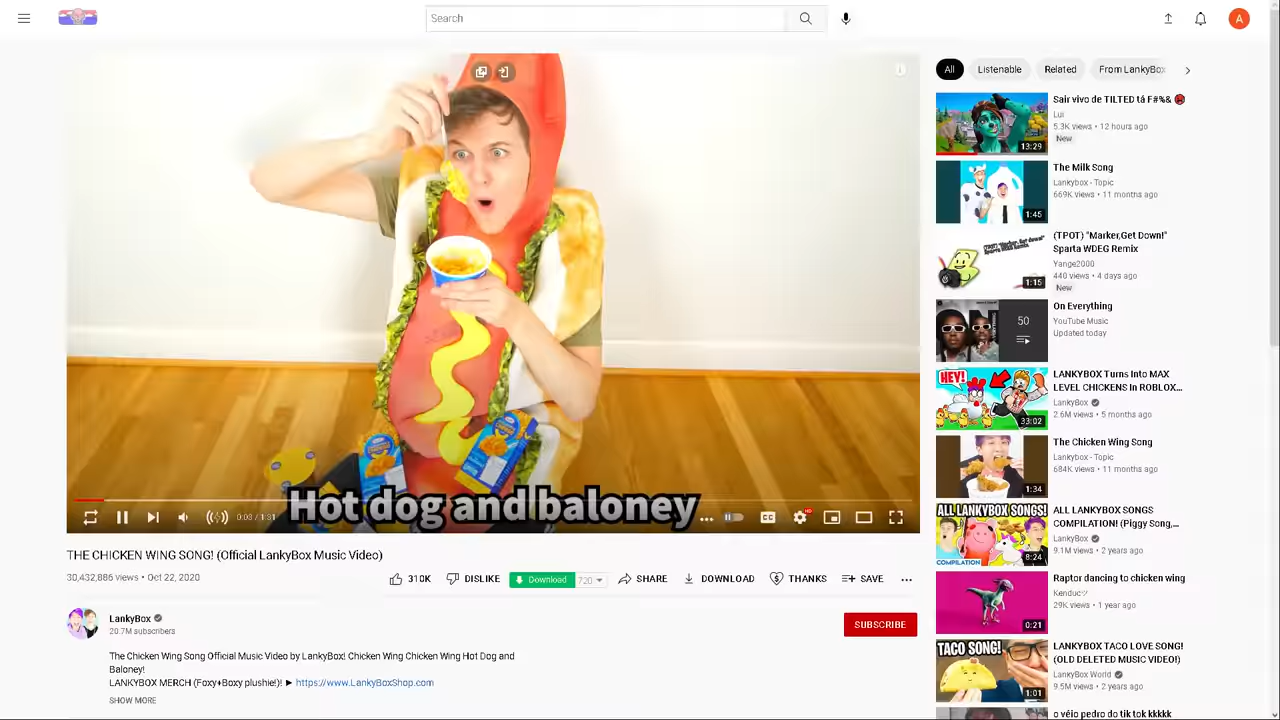 Search
A
All
Listenable
Related
From LankyBox
Sair vivo de TILTED tá F#%&
Lui
5.3K views • 12 hours ago
New
13:29
The Milk Song
Lankybox - Topic
669K views • 11 months ago
1:45
(TPOT) "Marker,Get Down!"
Sparta WDEG Remix
Yange2000
440 views • 4 days ago
New
1:15
On Everything
YouTube Music
Updated today
50
HEY!
LANKYBOX Turns Into MAX
LEVEL CHICKENS In ROBLOX...
LankyBox
2.6M views • 5 months ago
33:02
The Chicken Wing Song
Lankybox - Topic
684K views • 11 months ago
1:34
ALL LANKYBOX SONGS!
COMPILATION
ALL LANKYBOX SONGS
COMPILATION! (Piggy Song,...
LankyBox
9.1M views • 2 years ago
8:24
Raptor dancing to chicken wing
Kenducツ
29K views • 1 year ago
0:21
TACO SONG!
LANKYBOX TACO LOVE SONG!
(OLD DELETED MUSIC VIDEO!)
LankyBox World
9.5M views • 2 years ago
1:01
o véio pedro do tik tok kkkkk
Hot dog and baloney
0:03 / 1:31
HD
THE CHICKEN WING SONG! (Official LankyBox Music Video)
30,432,886 views • Oct 22, 2020
310K
DISLIKE
Download
720
SHARE
DOWNLOAD
THANKS
SAVE
LankyBox
20.7M subscribers
SUBSCRIBE
The Chicken Wing Song Official Music Video by LankyBox! Chicken Wing Chicken Wing Hot Dog and
Baloney!
LANKYBOX MERCH (Foxy+Boxy plushies)! ► https://www.LankyBoxShop.com
SHOW MORE